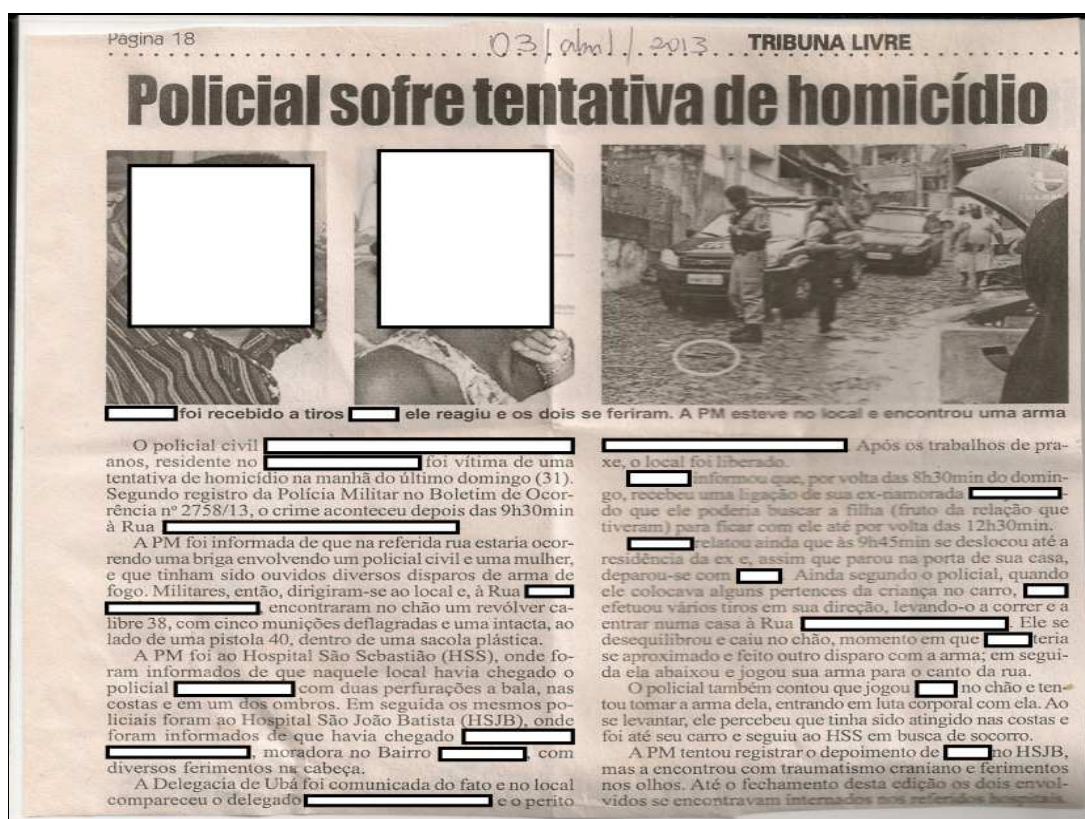 Página 18
03/abril/2013
TRIBUNA LIVRE
Policial sofre tentativa de homicídio
foi recebido a tiros ele reagiu e os dois se feriram. A PM esteve no local e encontrou uma arma
O policial civil
anos, residente no foi vítima de uma
tentativa de homicídio na manhã do último domingo (31).
Segundo registro da Polícia Militar no Boletim de Ocor-
rência nº 2758/13, o crime aconteceu depois das 9h30min
à Rua
A PM foi informada de que na referida rua estaria ocor-
rendo uma briga envolvendo um policial civil e uma mulher,
e que tinham sido ouvidos diversos disparos de arma de
fogo. Militares, então, dirigiram-se ao local e, à Rua
, encontraram no chão um revólver ca-
libre 38, com cinco munições deflagradas e uma intacta, ao
lado de uma pistola 40, dentro de uma sacola plástica.
A PM foi ao Hospital São Sebastião (HSS), onde fo-
ram informados de que naquele local havia chegado o
policial com duas perfurações a bala, nas
costas e em um dos ombros. Em seguida os mesmos po-
liciais foram ao Hospital São João Batista (HSJB), onde
foram informados de que havia chegado
, moradora no Bairro , com
diversos ferimentos na cabeça.
A Delegacia de Ubá foi comunicada do fato e no local
compareceu o delegado e o perito
Após os trabalhos de pra-
xe, o local foi liberado.
informou que, por volta das 8h30min do domin-
go, recebeu uma ligação de sua ex-namorada
do que ele poderia buscar a filha (fruto da relação que
tiveram) para ficar com ele até por volta das 12h30min.
relatou ainda que às 9h45min se deslocou até a
residência da ex e, assim que parou na porta de sua casa,
deparou-se com . Ainda segundo o policial, quando
ele colocava alguns pertences da criança no carro,
efetuou vários tiros em sua direção, levando-o a correr e a
entrar numa casa à Rua . Ele se
desequilibrou e caiu no chão, momento em que teria
se aproximado e feito outro disparo com a arma; em segui-
da ela abaixou e jogou sua arma para o canto da rua.
O policial também contou que jogou no chão e ten-
tou tomar a arma dela, entrando em luta corporal com ela. Ao
se levantar, ele percebeu que tinha sido atingido nas costas e
foi até seu carro e seguiu ao HSS em busca de socorro.
A PM tentou registrar o depoimento de no HSJB,
mas a encontrou com traumatismo craniano e ferimentos
nos olhos. Até o fechamento desta edição os dois envol-
vidos se encontravam internados nos referidos hospitais.